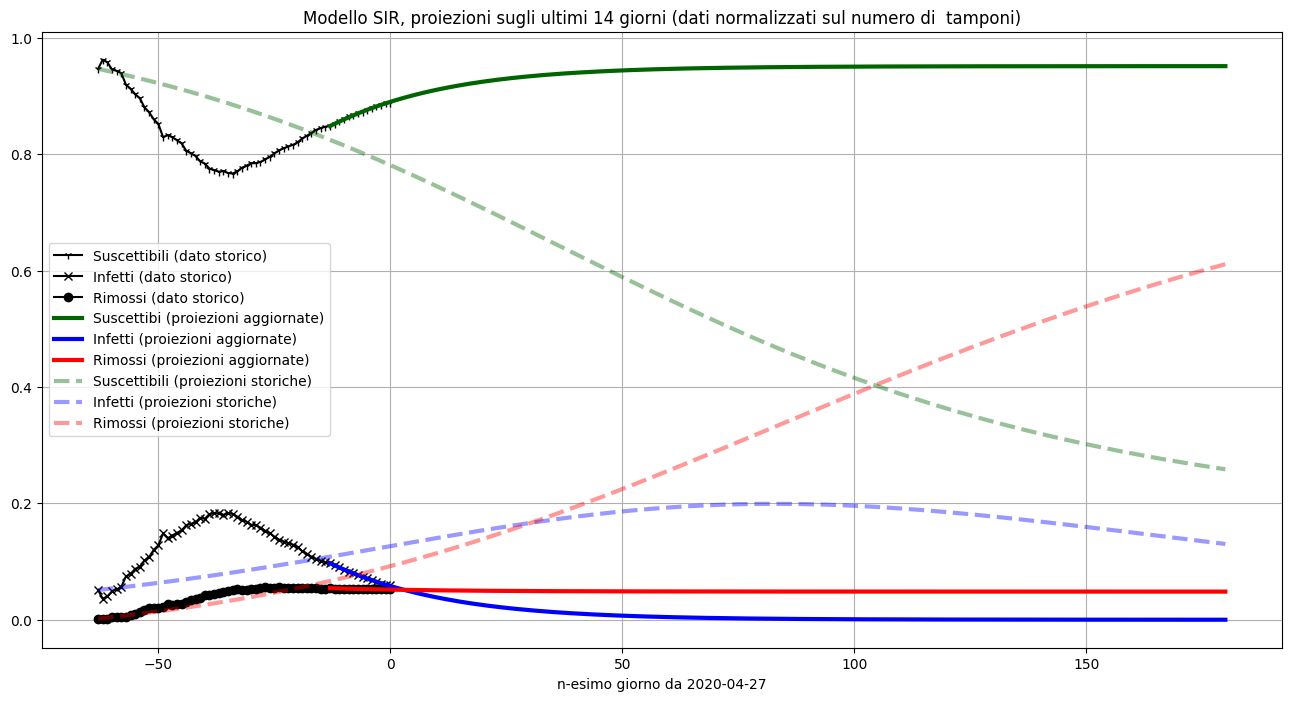 Modello SIR, proiezioni sugli ultimi 14 giorni (dati normalizzati sul numero di  tamponi)
1.0
0.8
0.6
0.4
0.2
0.0
Suscettibili (dato storico)
Infetti (dato storico)
Rimossi (dato storico)
Suscettibi (proiezioni aggiornate)
Infetti (proiezioni aggiornate)
Rimossi (proiezioni aggiornate)
Suscettibili (proiezioni storiche)
Infetti (proiezioni storiche)
Rimossi (proiezioni storiche)
−50 0 50 100 150
n-esimo giorno da 2020-04-27